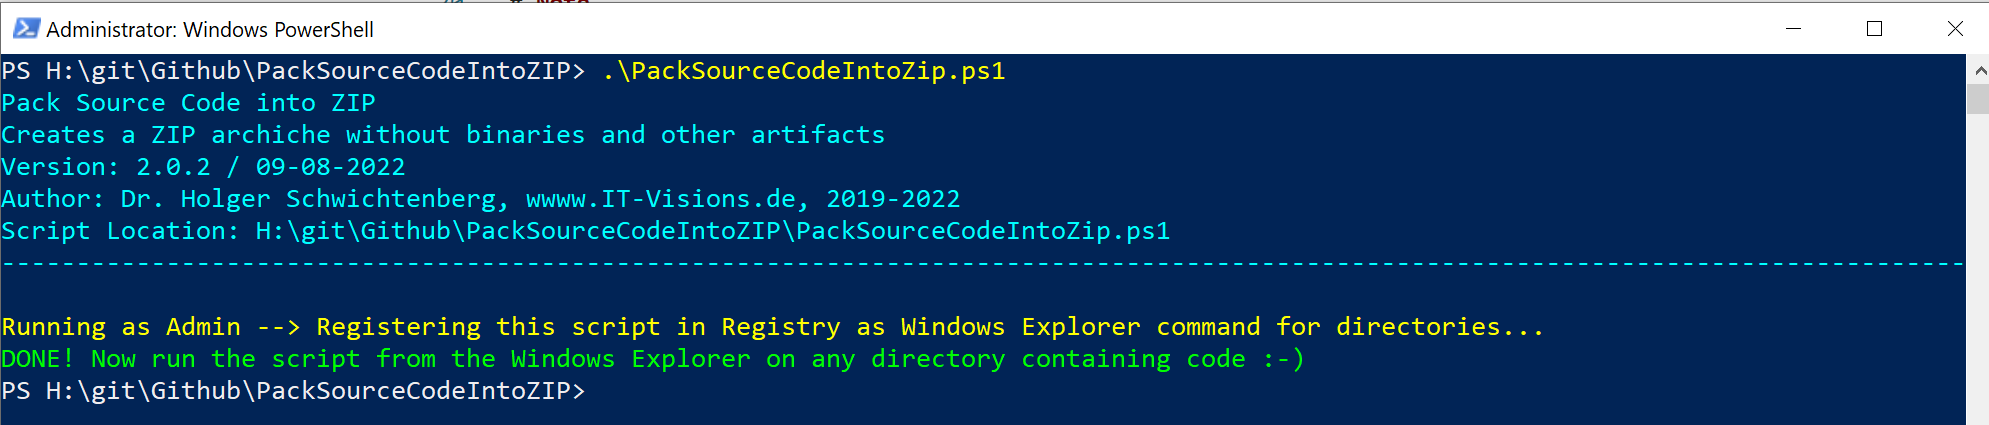 # Note
Administrator: Windows PowerShell
PS H:\git\Github\PackSourceCodeIntoZIP> .\PackSourceCodeIntoZip.ps1
Pack Source Code into ZIP
Creates a ZIP archiche without binaries and other artifacts
Version: 2.0.2 / 09-08-2022
Author: Dr. Holger Schwichtenberg, wwww.IT-Visions.de, 2019-2022
Script Location: H:\git\Github\PackSourceCodeIntoZIP\PackSourceCodeIntoZip.ps1
-----------------------------------------------------------------------------------------------------------------------------------
Running as Admin --> Registering this script in Registry as Windows Explorer command for directories...
DONE! Now run the script from the Windows Explorer on any directory containing code :-)
PS H:\git\Github\PackSourceCodeIntoZIP>